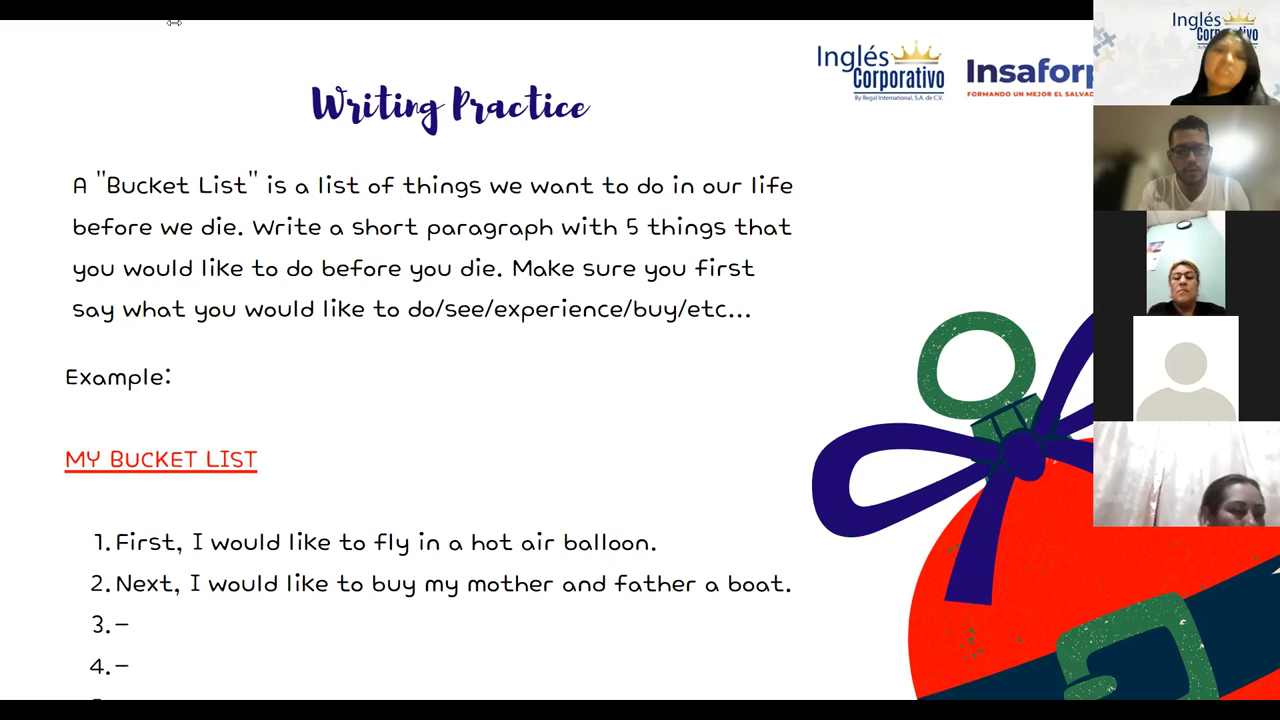 Writing Practice
A "Bucket List" is a list of things we want to do in our life
before we die. Write a short paragraph with 5 things that
you would like to do before you die. Make sure you first
say what you would like to do/see/experience/buy/etc...
Example:
MY BUCKET LIST
1. First, I would like to fly in a hot air balloon.
2. Next, I would like to buy my mother and father a boat.
3. –
4. –
Inglés
Corporativo
By Regal International, S.A. de C.V.
Insaforp
FORMANDO UN MEJOR EL SALVAD
Inglés